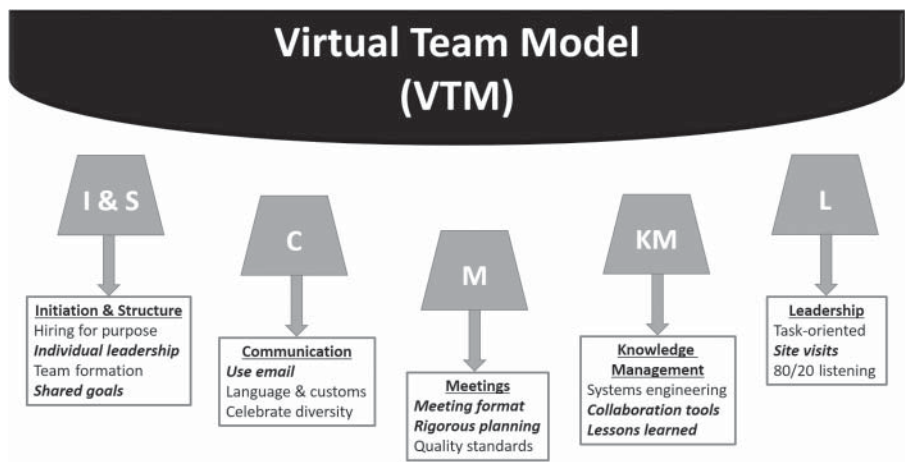 Virtual Team Model
(VTM)
I & S
C
M
KM
L
Initiation & Structure
Hiring for purpose
Individual leadership
Team formation
Shared goals
Communication
Use email
Language & customs
Celebrate diversity
Meetings
Meeting format
Rigorous planning
Quality standards
Knowledge
Management
Systems engineering
Collaboration tools
Lessons learned
Leadership
Task-oriented
Site visits
80/20 listening